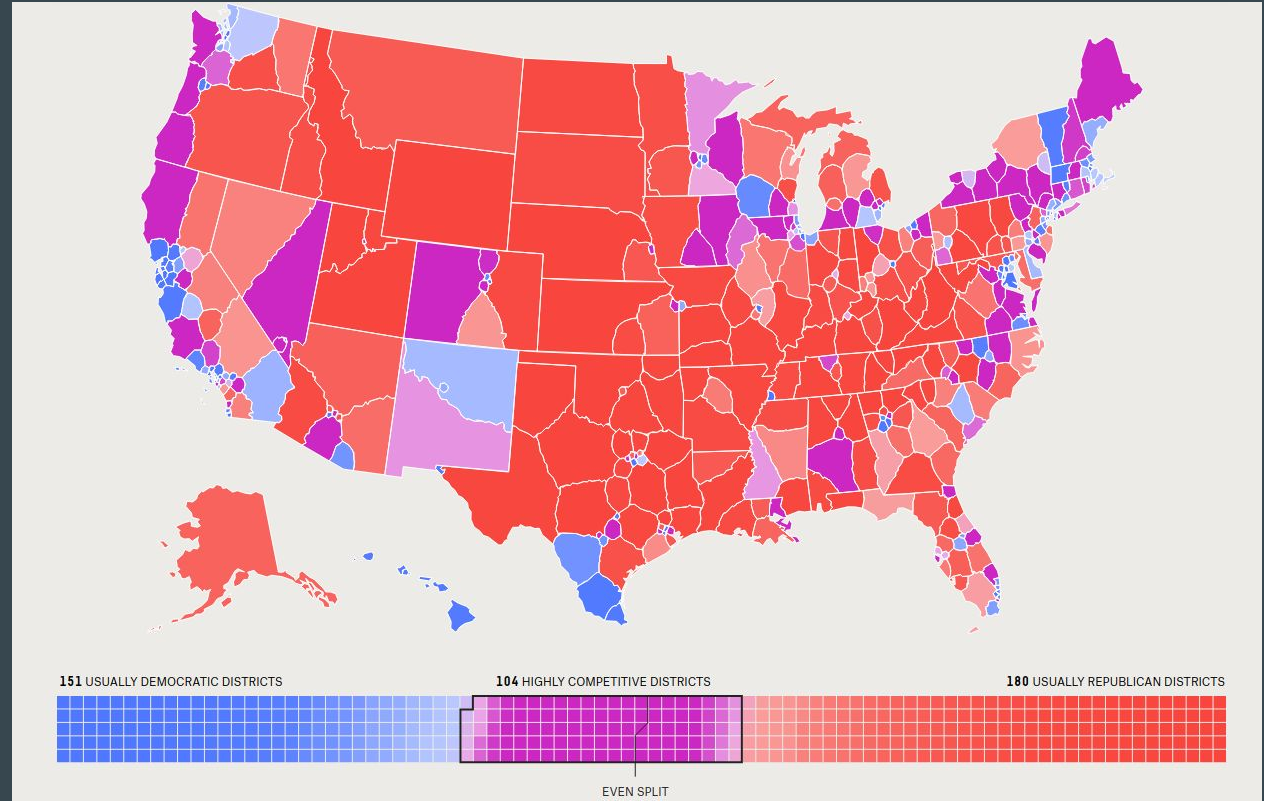 151 USUALLY DEMOCRATIC DISTRICTS
104 HIGHLY COMPETITIVE DISTRICTS
180 USUALLY REPUBLICAN DISTRICTS
EVEN SPLIT